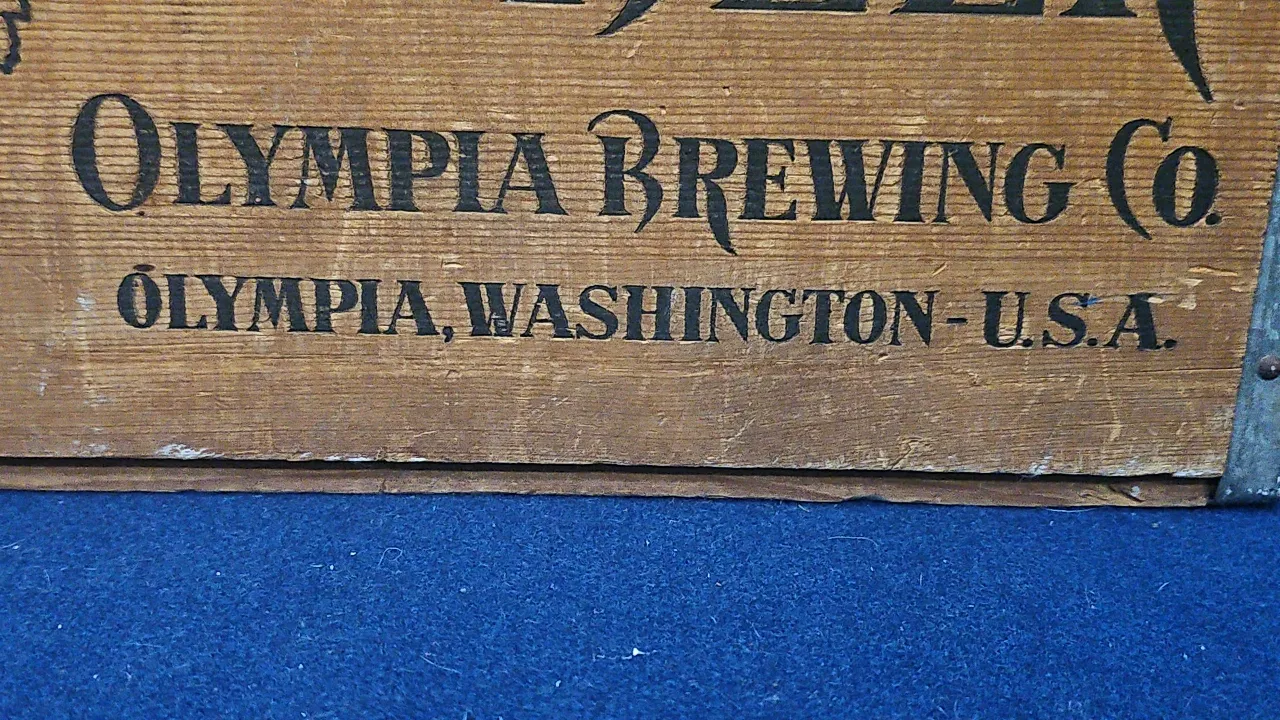 OLYMPIA BREWING CO.
OLYMPIA, WASHINGTON - U.S.A.